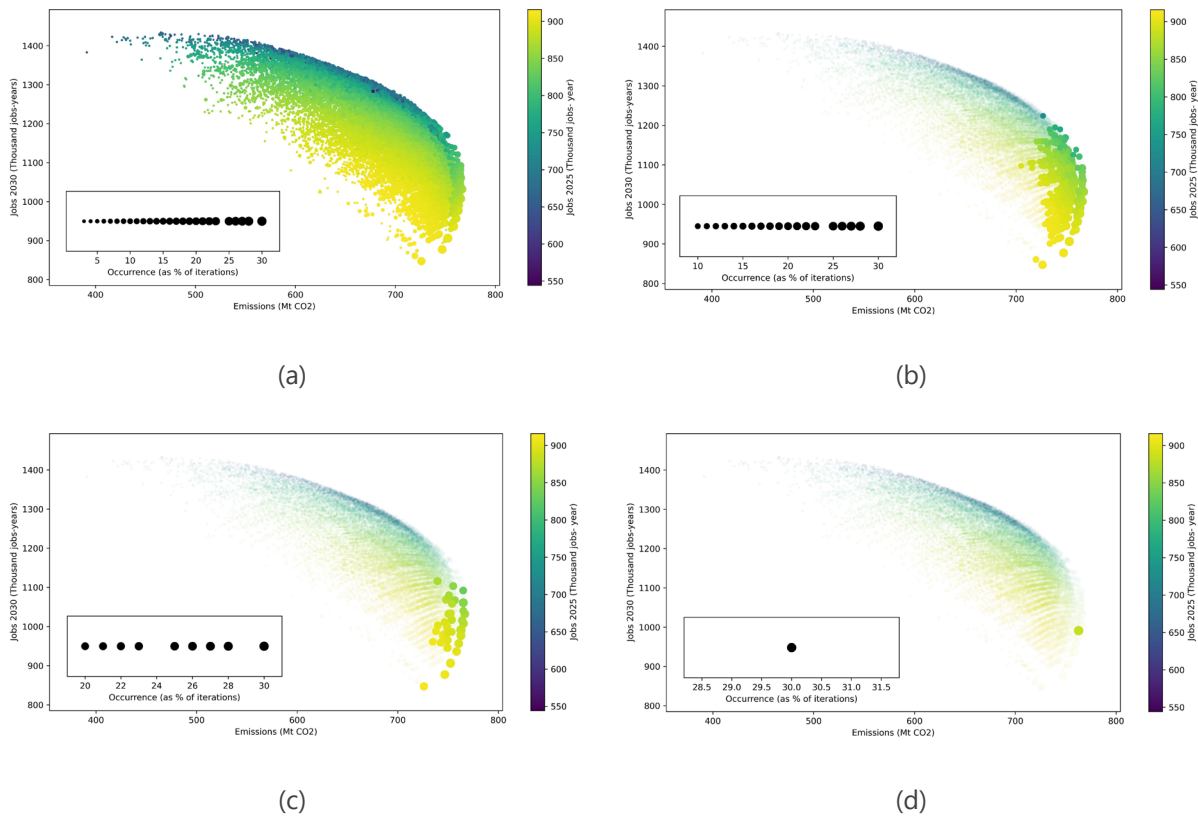 1400
1300
1200
1100
1000
900
800
Jobs 2030 (Thousand jobs-years)
5 10 15 20 25 30
Occurrence (as % of iterations)
400 500 600 700 800
Emissions (Mt CO2)
900
850
800
750
700
650
600
550
Jobs 2025 (Thousand jobs- year)
(a)
1400
1300
1200
1100
1000
900
800
Jobs 2030 (Thousand jobs-years)
10 15 20 25 30
Occurrence (as % of iterations)
400 500 600 700 800
Emissions (Mt CO2)
900
850
800
750
700
650
600
550
Jobs 2025 (Thousand jobs- year)
(b)
1400
1300
1200
1100
1000
900
800
Jobs 2030 (Thousand jobs-years)
20 22 24 26 28 30
Occurrence (as % of iterations)
400 500 600 700 800
Emissions (Mt CO2)
900
850
800
750
700
650
600
550
Jobs 2025 (Thousand jobs- year)
(c)
1400
1300
1200
1100
1000
900
800
Jobs 2030 (Thousand jobs-years)
28.5 29.0 29.5 30.0 30.5 31.0 31.5
Occurrence (as % of iterations)
400 500 600 700 800
Emissions (Mt CO2)
900
850
800
750
700
650
600
550
Jobs 2025 (Thousand jobs- year)
(d)